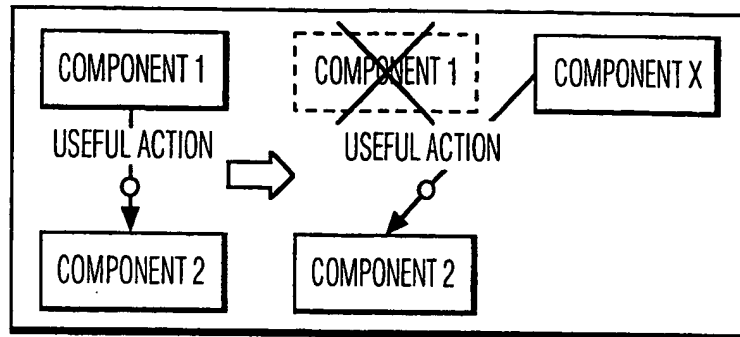 COMPONENT 1
USEFUL ACTION
COMPONENT 2
COMPONENT 1
COMPONENT X
USEFUL ACTION
COMPONENT 2